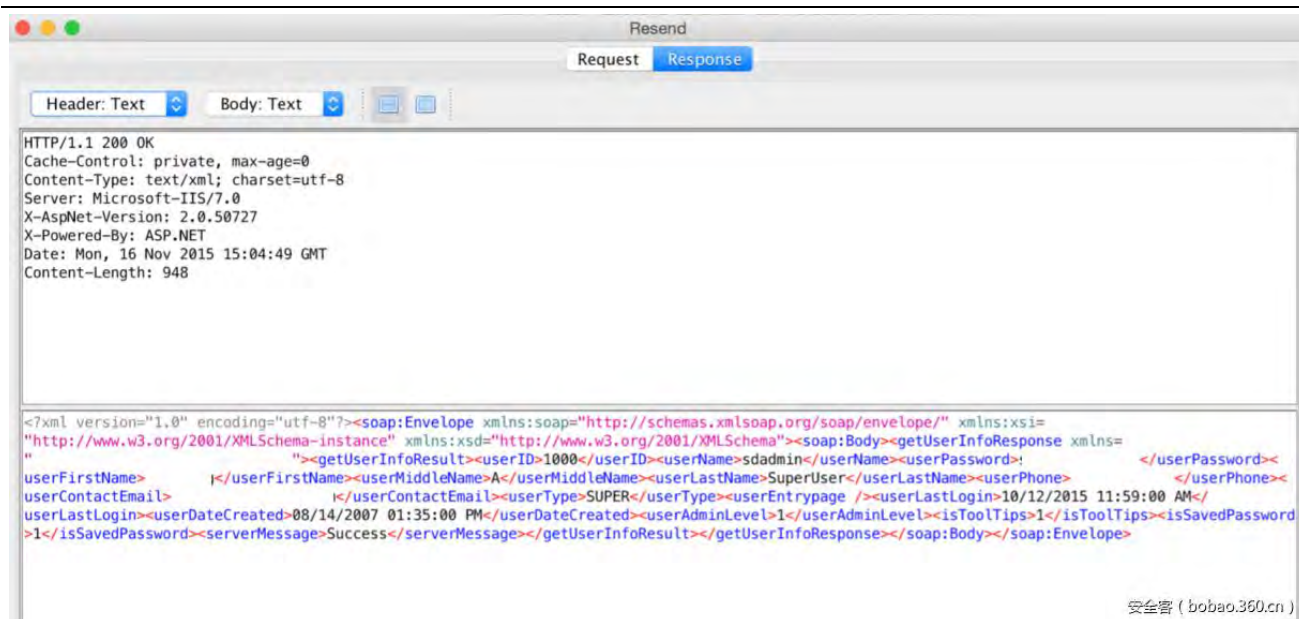 Resend
Request Response
Header: Text Body: Text
HTTP/1.1 200 OK
Cache-Control: private, max-age=0
Content-Type: text/xml; charset=utf-8
Server: Microsoft-IIS/7.0
X-AspNet-Version: 2.0.50727
X-Powered-By: ASP.NET
Date: Mon, 16 Nov 2015 15:04:49 GMT
Content-Length: 948
<?xml version="1.0" encoding="utf-8"?><soap:Envelope xmlns:soap="http://schemas.xmlsoap.org/soap/envelope/" xmlns:xsi=
"http://www.w3.org/2001/XMLSchema-instance" xmlns:xsd="http://www.w3.org/2001/XMLSchema"><soap:Body><getUserInfoResponse xmlns=
" "><getUserInfoResult><userID>1000</userID><userName>sdadmin</userName><userPassword> </userPassword><
userFirstName> </userFirstName><userMiddleName>A</userMiddleName><userLastName>SuperUser</userLastName><userPhone> </userPhone><
userContactEmail> </userContactEmail><userType>SUPER</userType><userEntrypage /><userLastLogin>10/12/2015 11:59:00 AM</
userLastLogin><userDateCreated>08/14/2007 01:35:00 PM</userDateCreated><userAdminLevel>1</userAdminLevel><isToolTips>1</isToolTips><isSavedPassword
>1</isSavedPassword><serverMessage>Success</serverMessage></getUserInfoResult></getUserInfoResponse></soap:Body></soap:Envelope>
安全客 ( bobao.360.cn )